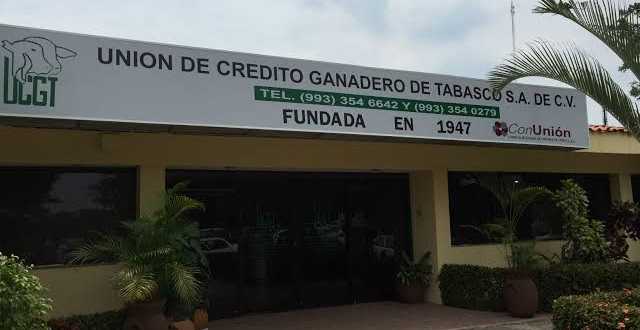 UCGT
UNION DE CREDITO GANADERO DE TABASCO S.A. DE C.V.
TEL. (993) 354 6642 Y (993) 354 0279
FUNDADA EN 1947
ConUnión